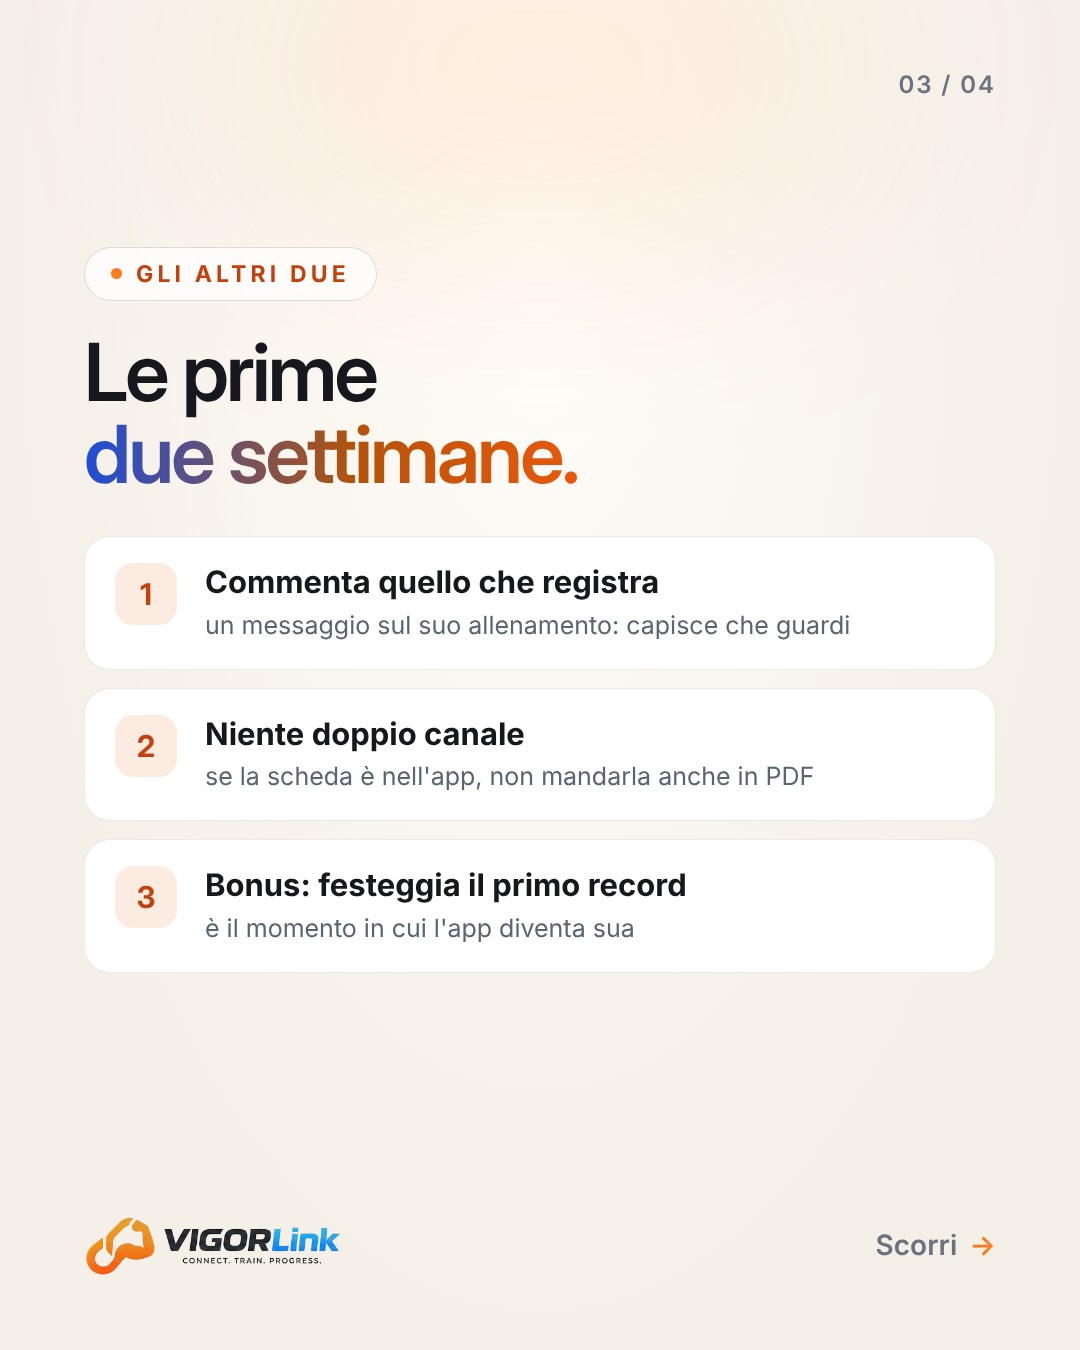 03 / 04
GLI ALTRI DUE
Le prime
due settimane.
1
Commenta quello che registra
un messaggio sul suo allenamento: capisce che guardi
2
Niente doppio canale
se la scheda è nell'app, non mandarla anche in PDF
3
Bonus: festeggia il primo record
è il momento in cui l'app diventa sua
VIGORLink
CONNECT. TRAIN. PROGRESS.
Scorri →